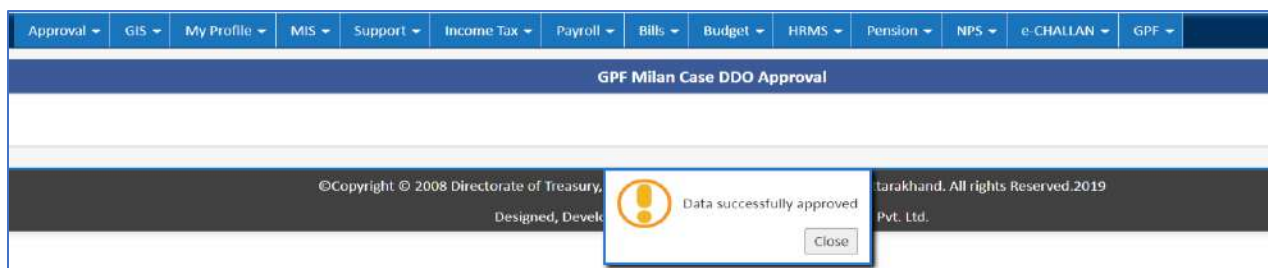 Approval GIS My Profile MIS Support Income Tax Payroll Bills Budget HRMS Pension NPS e-CHALLAN GPF
GPF Milan Case DDO Approval
©Copyright © 2008 Directorate of Treasury, tarakhand. All rights Reserved.2019
Designed, Develo Pvt. Ltd.
Data successfully approved
Close